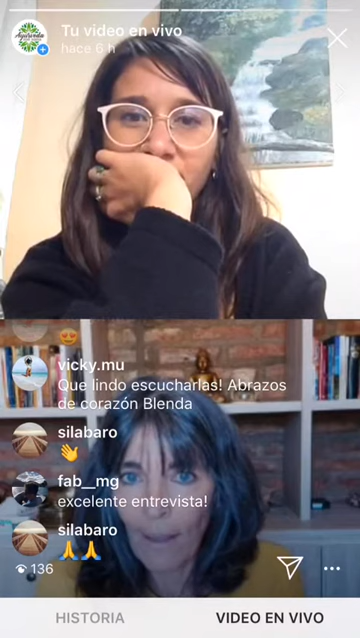 Tu video en vivo
hace 6 h
vicky.mu
Que lindo escucharlas! Abrazos
de corazón Blenda
silabaro
👋
fab__mg
excelente entrevista!
silabaro
🙏🙏
136
HISTORIA
VIDEO EN VIVO